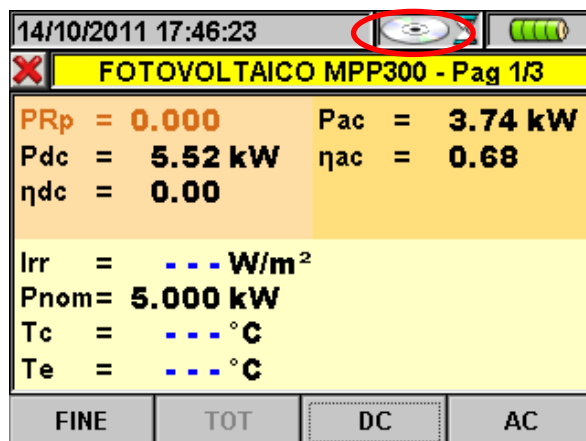 14/10/2011 17:46:23
FOTOVOLTAICO MPP300 - Pag 1/3
PRp = 0.000 Pac = 3.74 kW
Pdc = 5.52 kW ηac = 0.68
ηdc = 0.00
Irr = - - - W/m²
Pnom= 5.000 kW
Tc = - - - °C
Te = - - - °C
FINE TOT DC AC